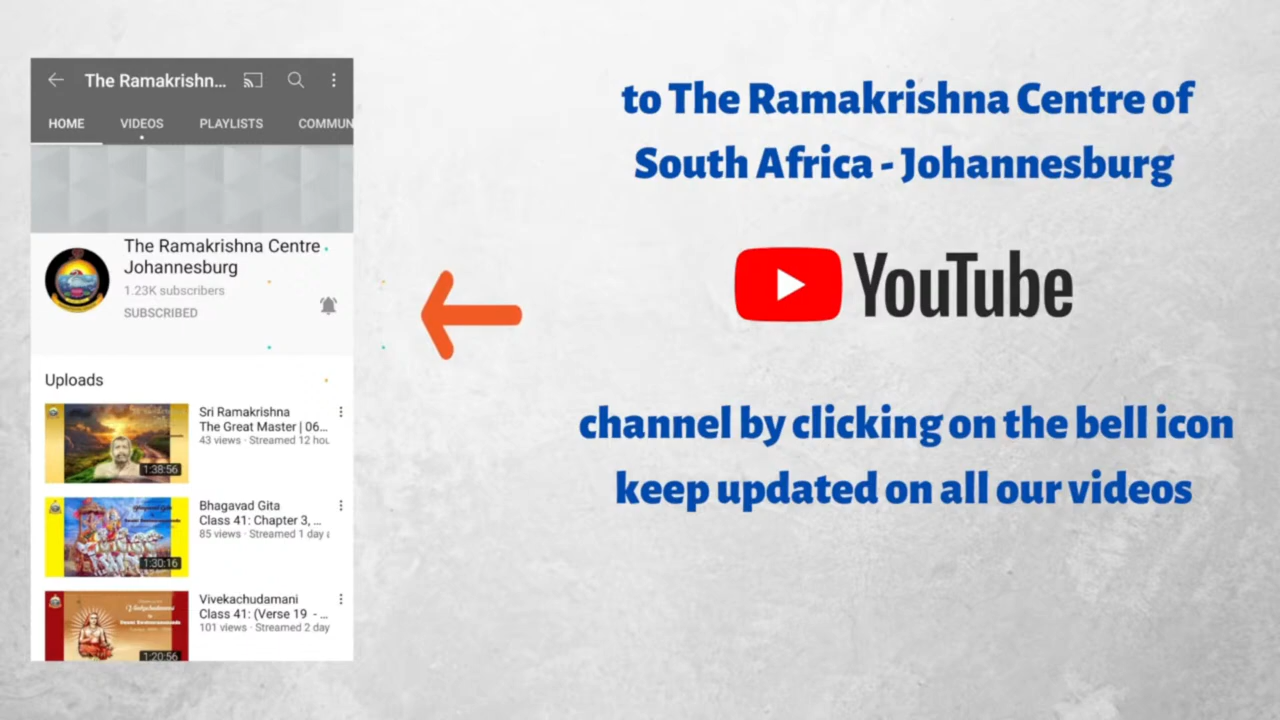 The Ramakrishn...
HOME VIDEOS PLAYLISTS COMMUN
The Ramakrishna Centre
Johannesburg
1.23K subscribers
SUBSCRIBED
Uploads
Sri Ramakrishna
The Great Master | 06...
43 views · Streamed 12 hou
1:38:56
Bhagavad Gita
Class 41: Chapter 3, ...
85 views · Streamed 1 day a
1:30:16
Vivekachudamani
Class 41: (Verse 19 - ...
101 views · Streamed 2 day
1:20:56
to The Ramakrishna Centre of
South Africa - Johannesburg
YouTube
channel by clicking on the bell icon
keep updated on all our videos